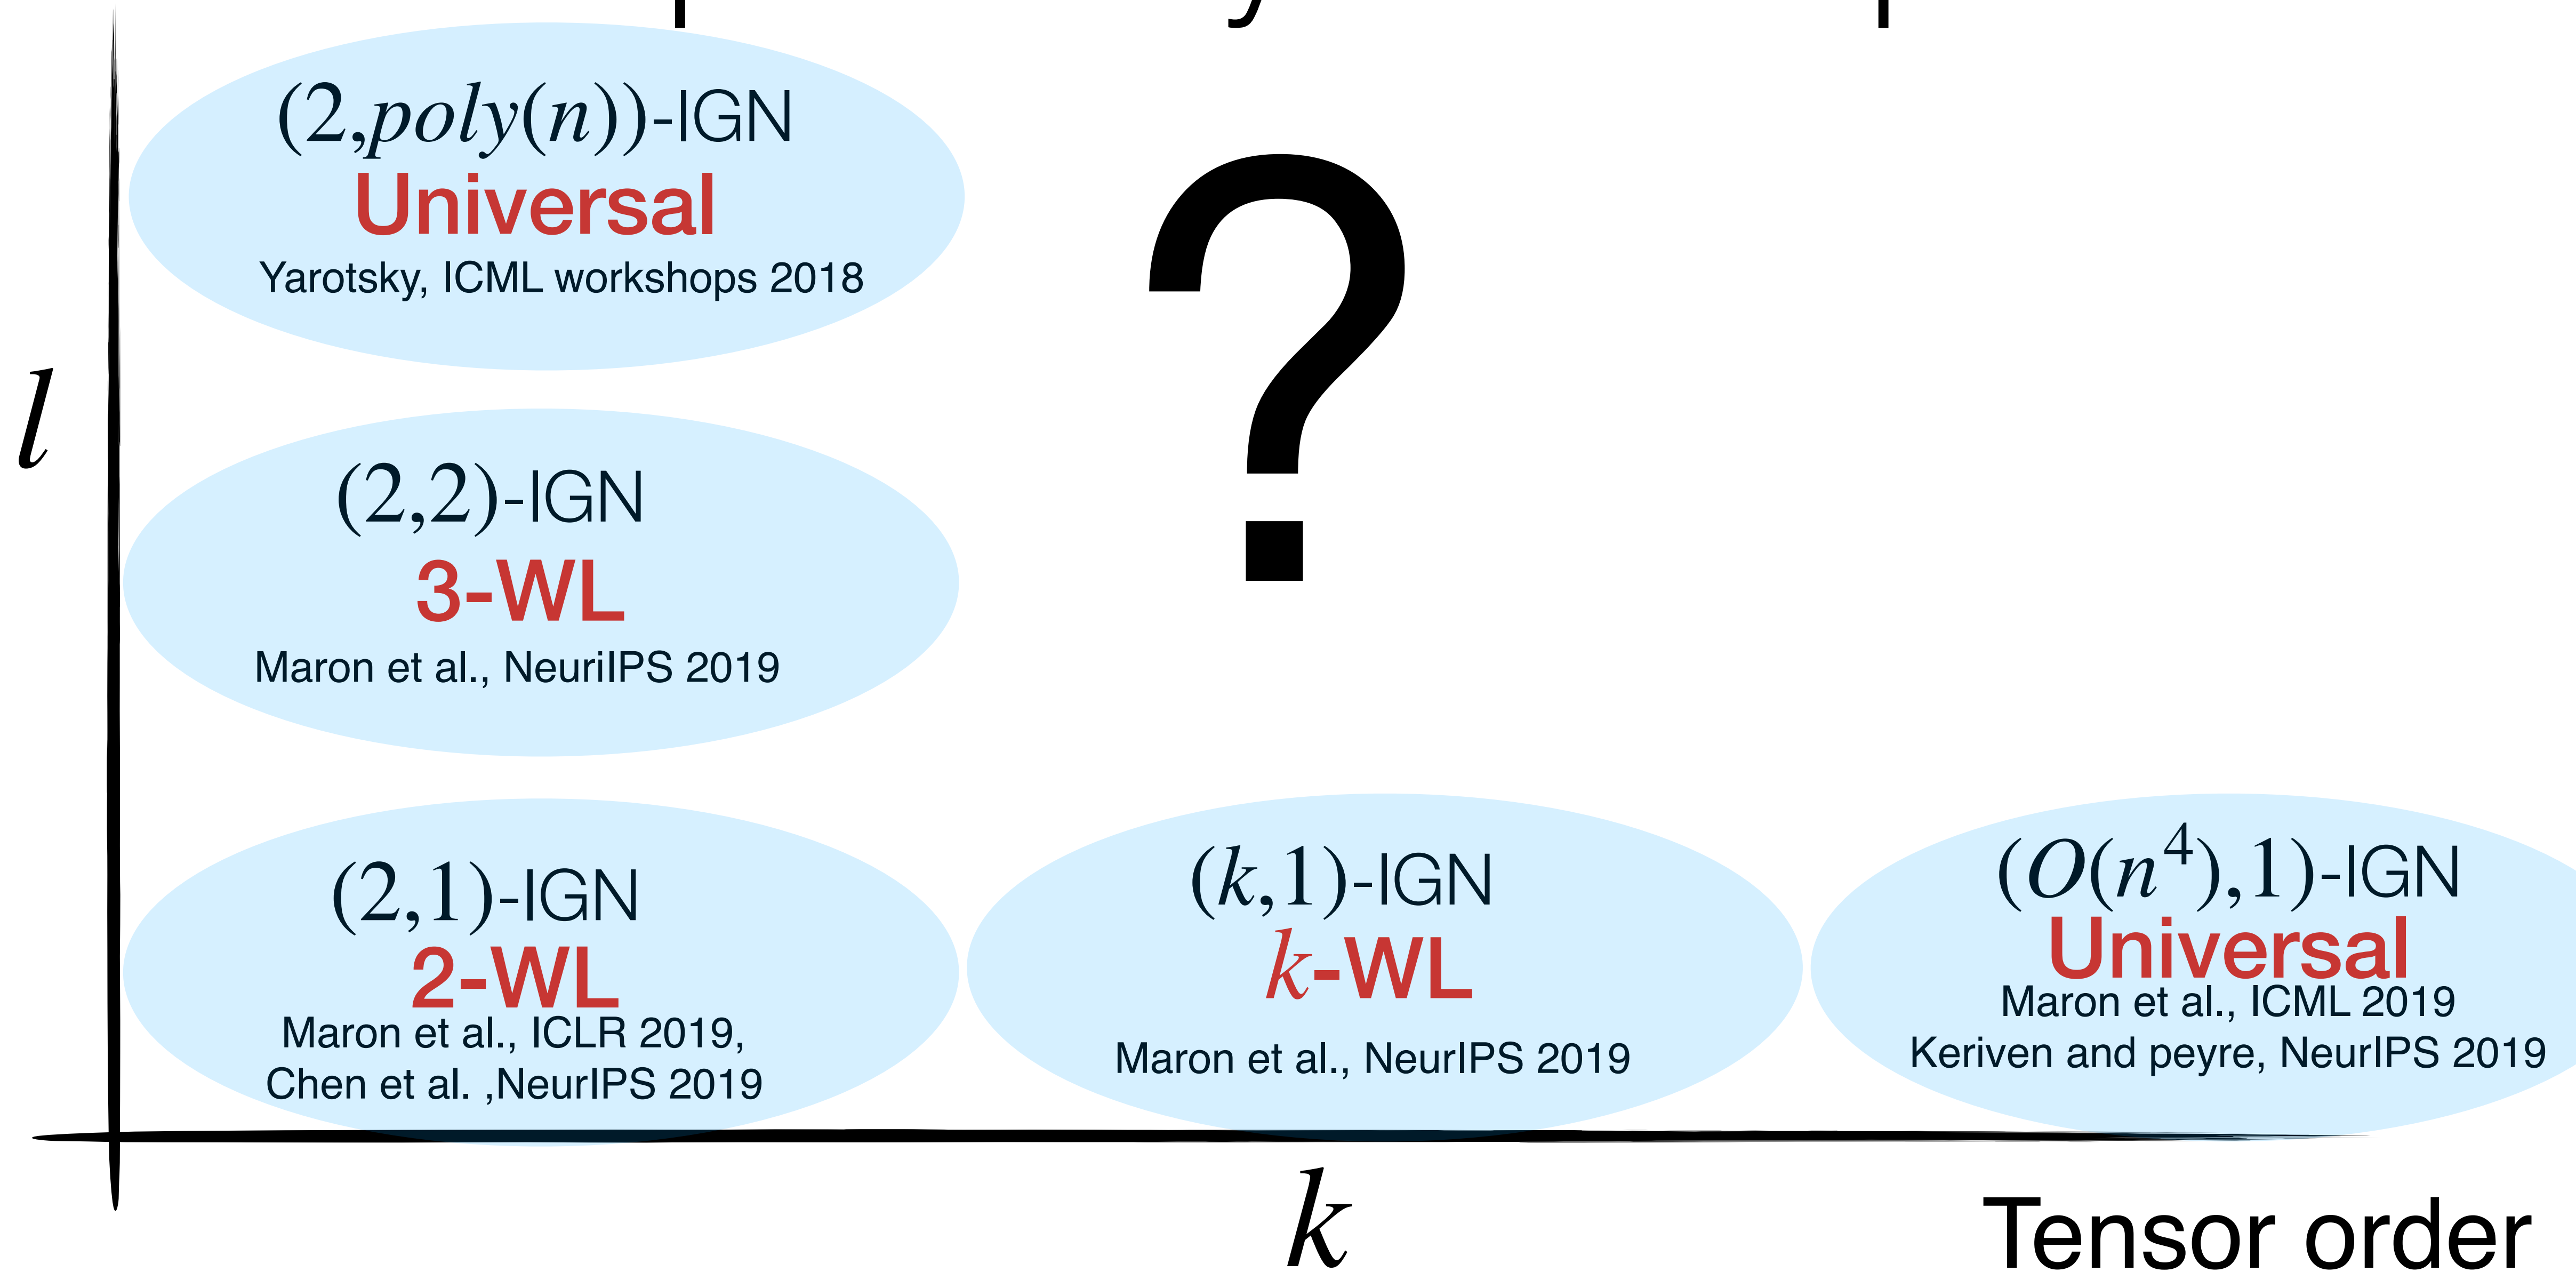 (2,poly(n))-IGN
Universal
Yarotsky, ICML workshops 2018
?
l
(2,2)-IGN
3-WL
Maron et al., NeuriIPS 2019
(2,1)-IGN
2-WL
Maron et al., ICLR 2019,
Chen et al. ,NeurIPS 2019
(k,1)-IGN
k-WL
Maron et al., NeurIPS 2019
(O(n⁴),1)-IGN
Universal
Maron et al., ICML 2019
Keriven and peyre, NeurIPS 2019
k
Tensor order